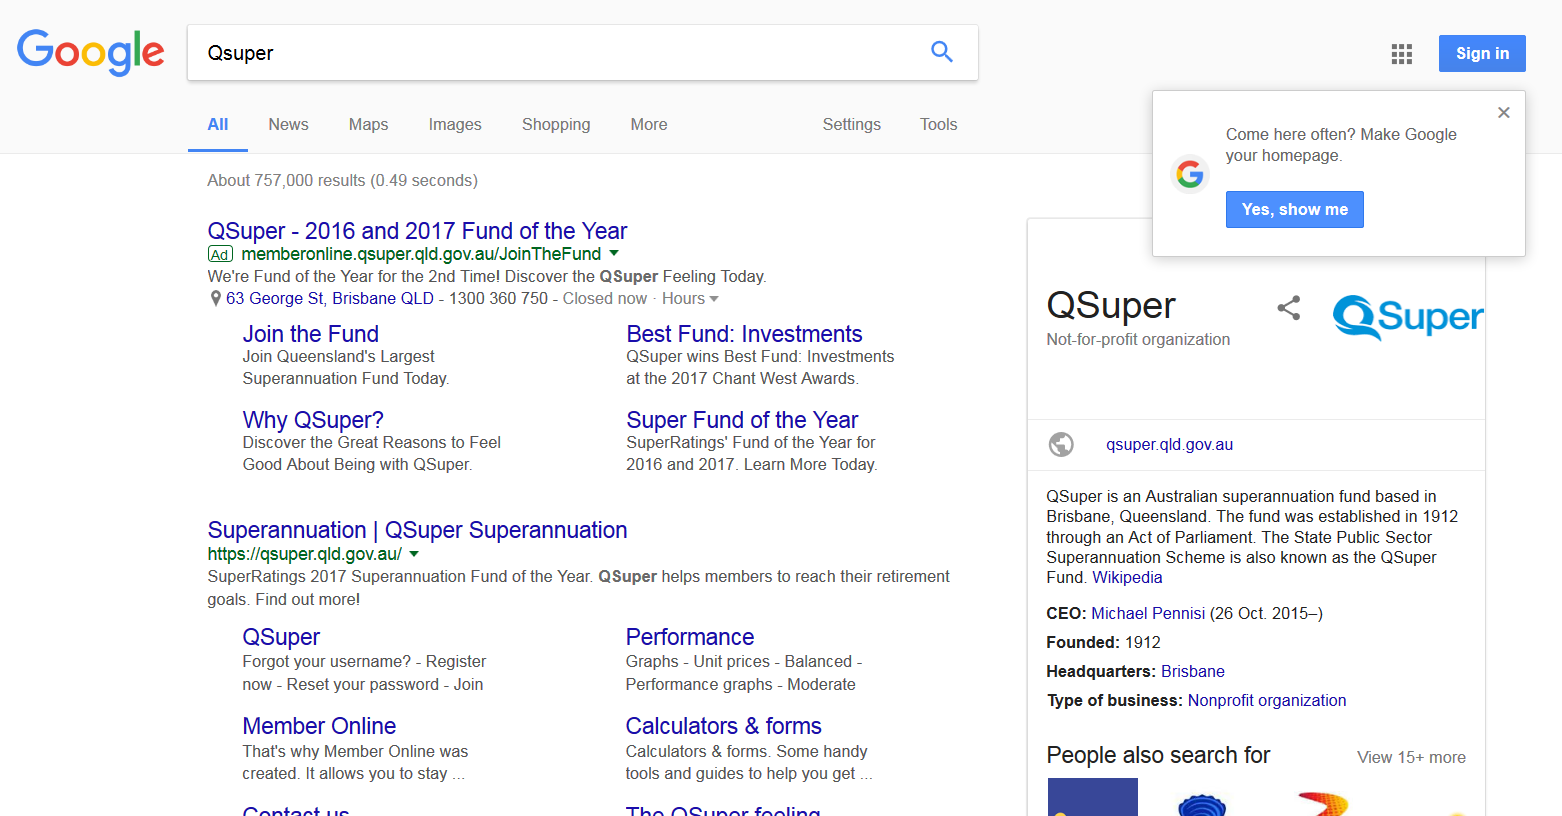 Google
Qsuper
Sign in
All News Maps Images Shopping More Settings Tools
Come here often? Make Google
your homepage.
Yes, show me
About 757,000 results (0.49 seconds)
QSuper - 2016 and 2017 Fund of the Year
Ad memberonline.qsuper.qld.gov.au/JoinTheFund
We're Fund of the Year for the 2nd Time! Discover the QSuper Feeling Today.
63 George St, Brisbane QLD - 1300 360 750 - Closed now · Hours
Join the Fund
Join Queensland's Largest
Superannuation Fund Today.
Best Fund: Investments
QSuper wins Best Fund: Investments
at the 2017 Chant West Awards.
Why QSuper?
Discover the Great Reasons to Feel
Good About Being with QSuper.
Super Fund of the Year
SuperRatings' Fund of the Year for
2016 and 2017. Learn More Today.
Superannuation | QSuper Superannuation
https://qsuper.qld.gov.au/
SuperRatings 2017 Superannuation Fund of the Year. QSuper helps members to reach their retirement
goals. Find out more!
QSuper
Forgot your username? - Register
now - Reset your password - Join
Performance
Graphs - Unit prices - Balanced -
Performance graphs - Moderate
Member Online
That's why Member Online was
created. It allows you to stay ...
Calculators & forms
Calculators & forms. Some handy
tools and guides to help you get ...
Contact us
The QSuper feeling
QSuper
Not-for-profit organization
QSuper
qsuper.qld.gov.au
QSuper is an Australian superannuation fund based in
Brisbane, Queensland. The fund was established in 1912
through an Act of Parliament. The State Public Sector
Superannuation Scheme is also known as the QSuper
Fund. Wikipedia
CEO: Michael Pennisi (26 Oct. 2015–)
Founded: 1912
Headquarters: Brisbane
Type of business: Nonprofit organization
People also search for
View 15+ more